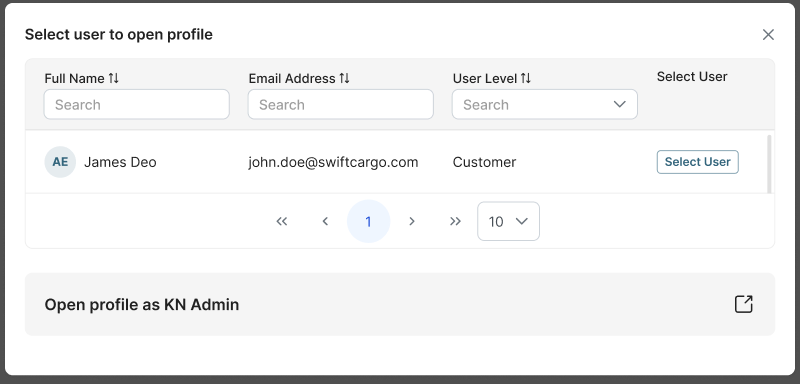 Select user to open profile
Full Name Email Address User Level Select User
Search Search Search
AE James Deo john.doe@swiftcargo.com Customer Select User
1 10
Open profile as KN Admin